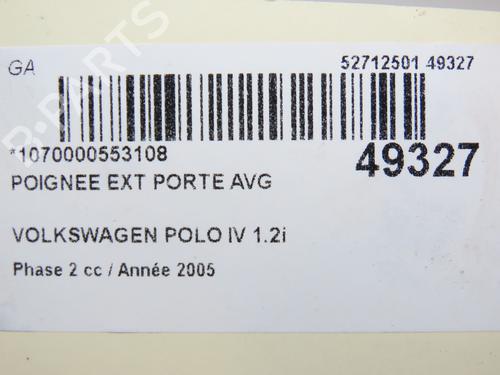 GA
52712501 49327
*1070000553108
49327
POIGNEE EXT PORTE AVG
VOLKSWAGEN POLO IV 1.2i
Phase 2 cc / Année 2005